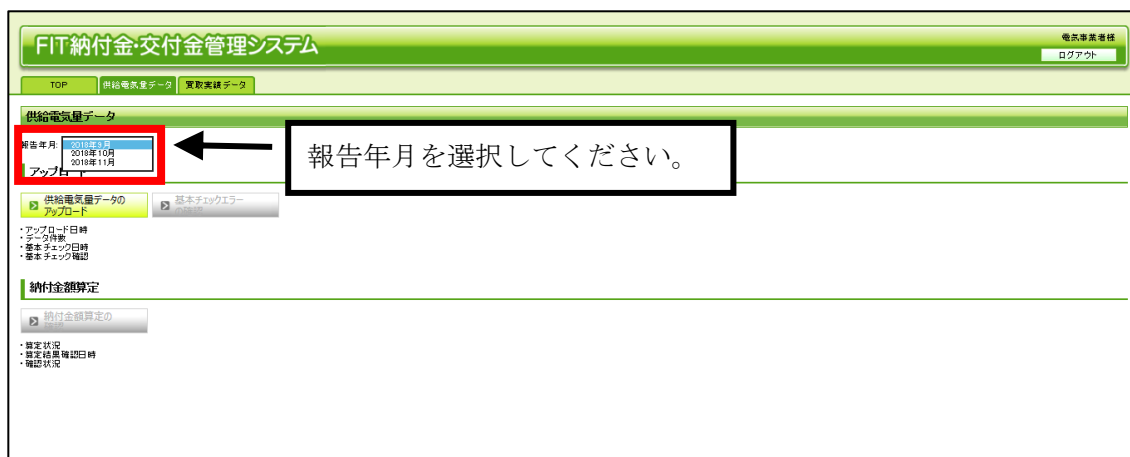 FIT納付金・交付金管理システム
電気事業者様
ログアウト
TOP
供給電気量データ
買取実績データ
供給電気量データ
報告年月:
2018年9月
2018年10月
2018年11月
報告年月を選択してください。
アップロード
供給電気量データの
アップロード
基本チェックエラー
の確認
・アップロード日時
・データ件数
・基本チェック日時
・基本チェック確認
納付金額算定
納付金額算定の
・算定状況
・算定結果確認日時
・確認状況